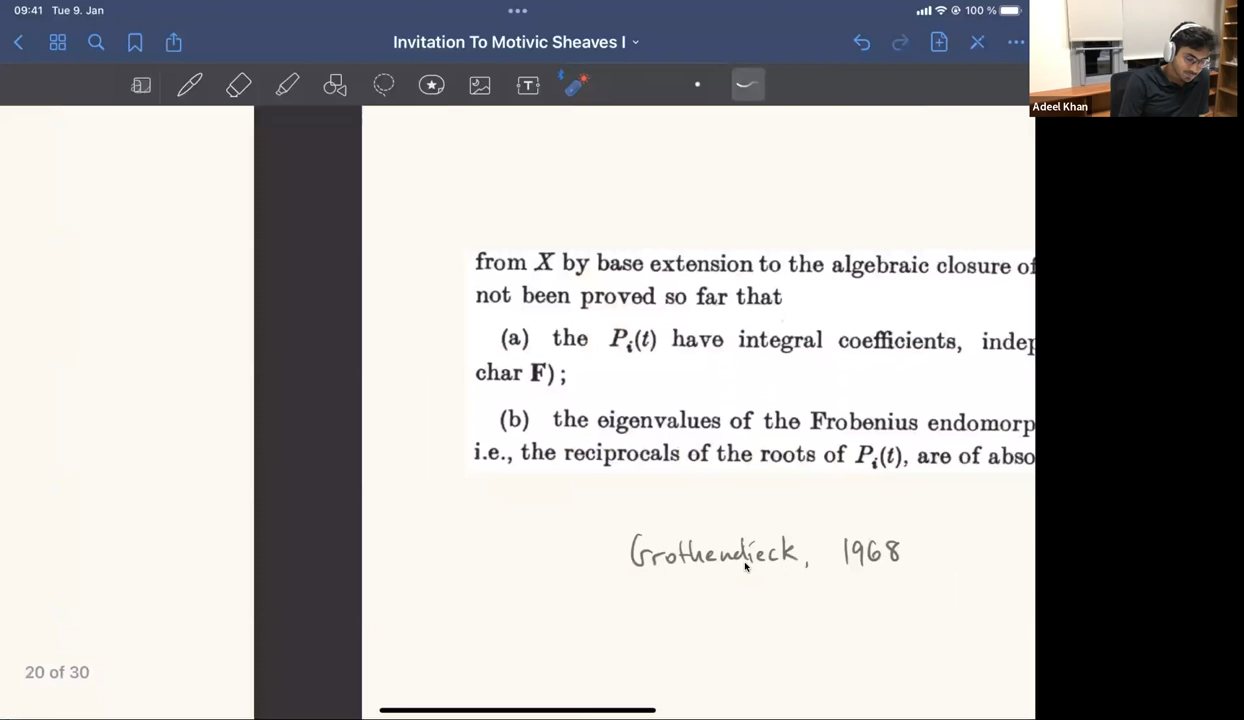 09:41 Tue 9. Jan
100 %
Invitation To Motivic Sheaves I
T
Adeel Khan
from X by base extension to the algebraic closure of
not been proved so far that
(a) the Pᵢ(t) have integral coefficients, indep
char F);
(b) the eigenvalues of the Frobenius endomorp
i.e., the reciprocals of the roots of Pᵢ(t), are of abso
Grothendieck, 1968
20 of 30